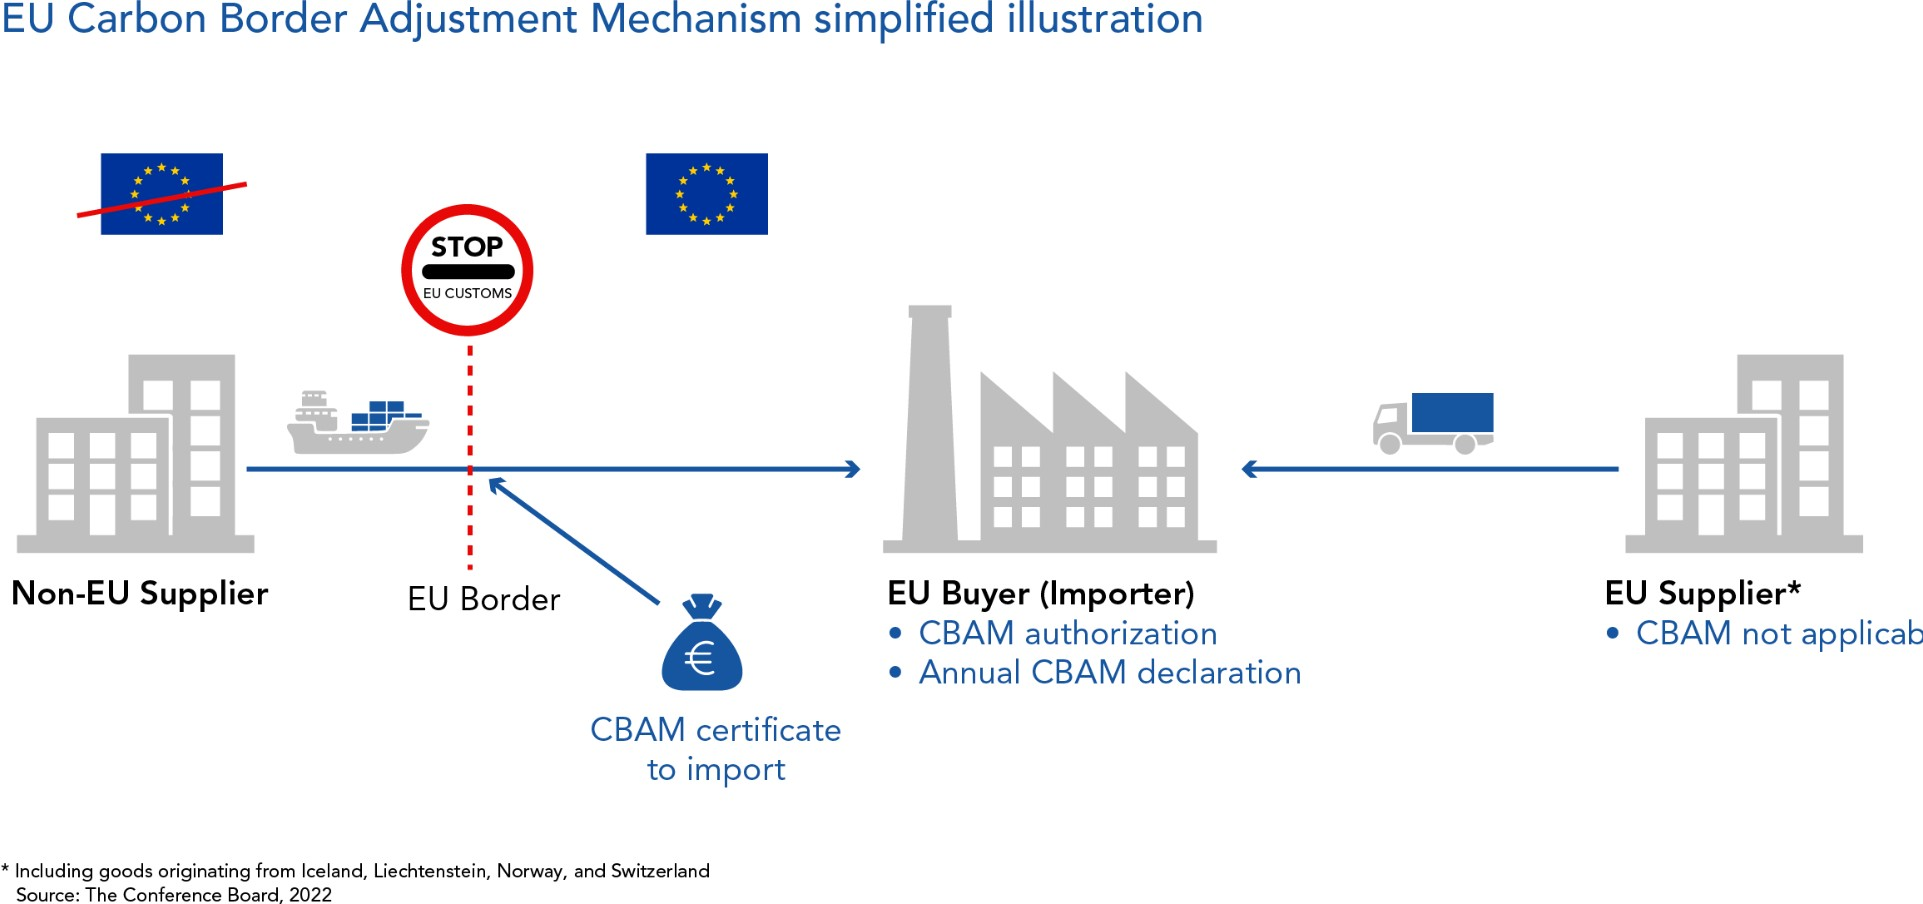 EU Carbon Border Adjustment Mechanism simplified illustration
STOP
EU CUSTOMS
Non-EU Supplier
EU Border
€
CBAM certificate
to import
EU Buyer (Importer)
• CBAM authorization
• Annual CBAM declaration
EU Supplier*
• CBAM not applicab
* Including goods originating from Iceland, Liechtenstein, Norway, and Switzerland
Source: The Conference Board, 2022